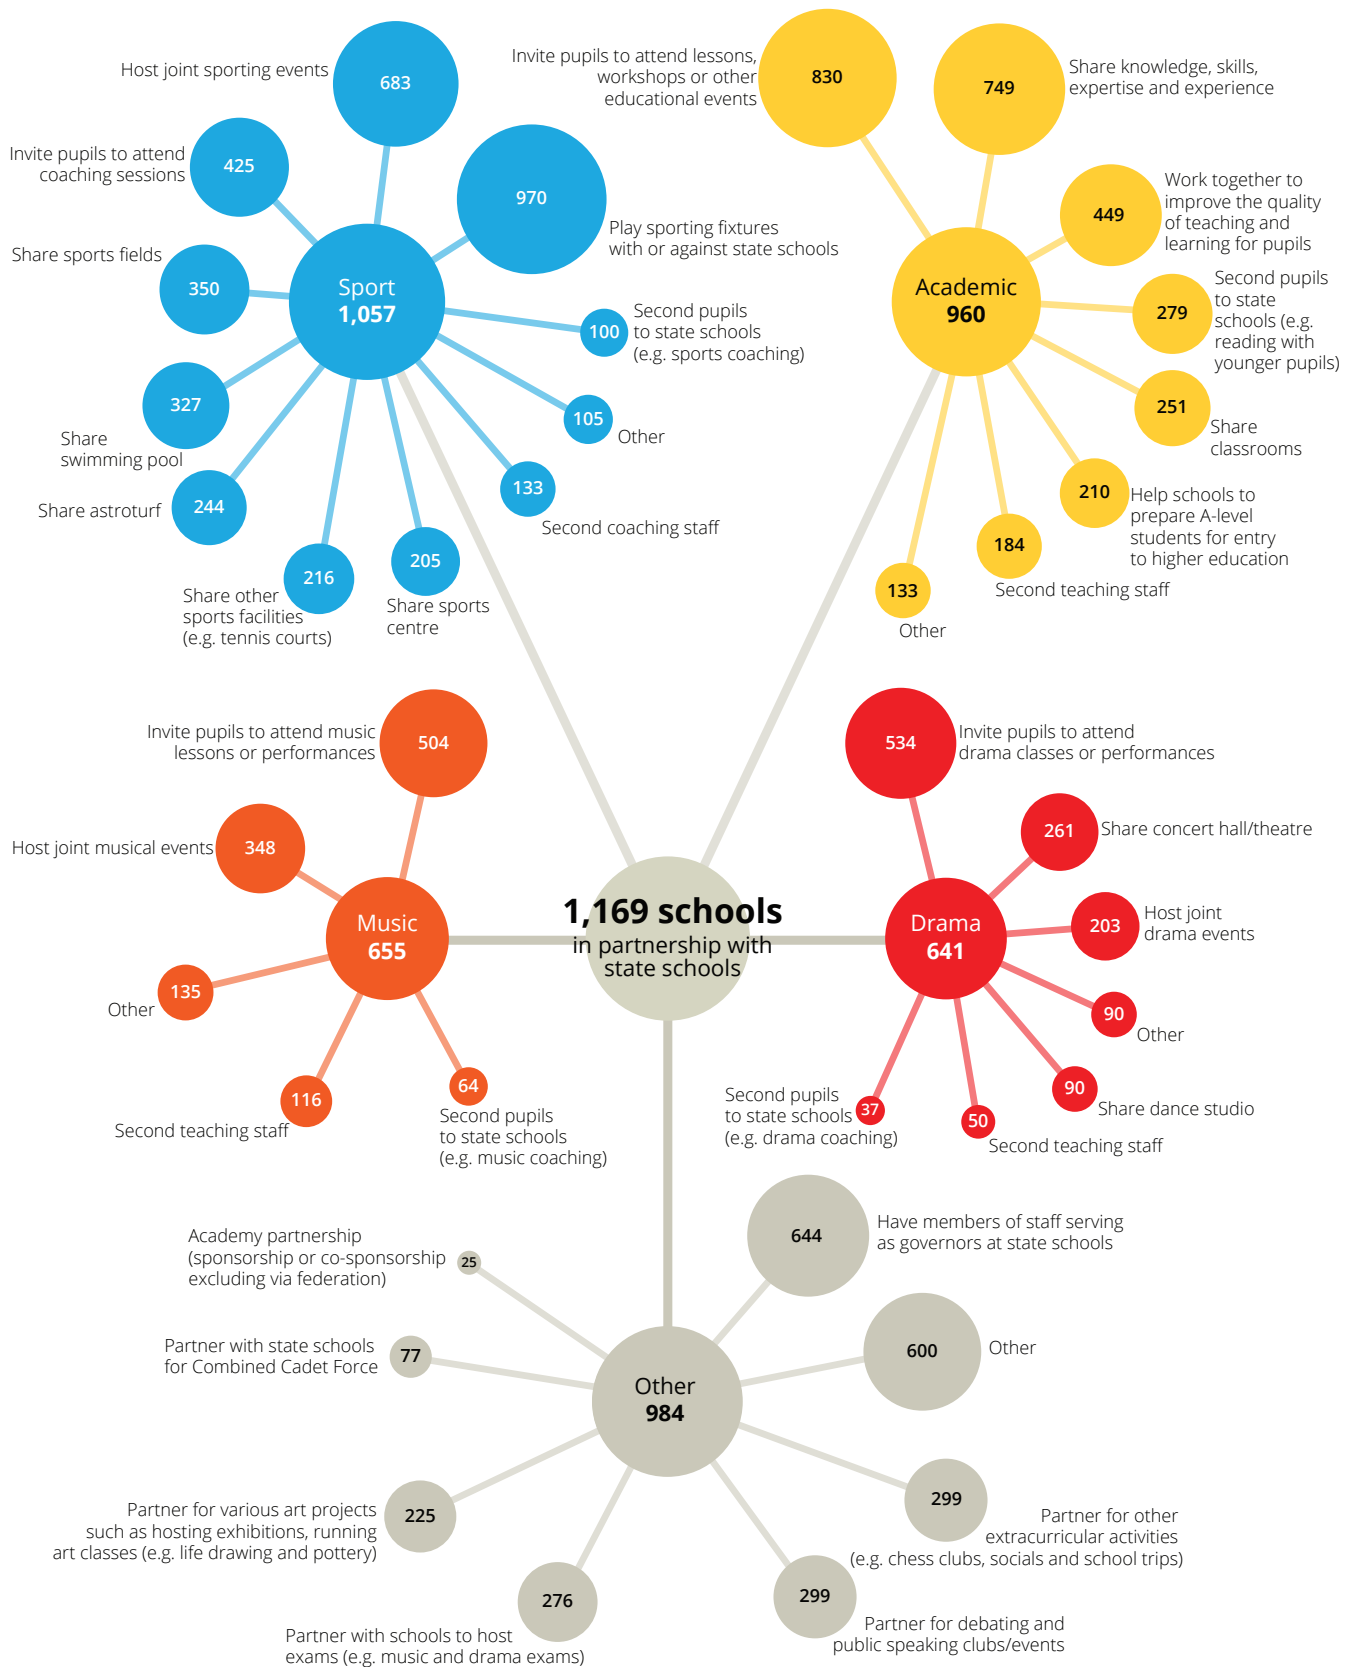 Host joint sporting events
683
Invite pupils to attend
coaching sessions
425
970
Play sporting fixtures
with or against state schools
Share sports fields
350
Sport
1,057
Second pupils
to state schools
(e.g. sports coaching)
100
327
Share
swimming pool
105
Other
Share astroturf
244
133
Second coaching staff
216
Share other
sports facilities
(e.g. tennis courts)
205
Share sports
centre
Invite pupils to attend lessons,
workshops or other
educational events
830
749
Share knowledge, skills,
expertise and experience
449
Work together to
improve the quality
of teaching and
learning for pupils
Academic
960
279
Second pupils
to state
schools (e.g.
reading with
younger pupils)
251
Share
classrooms
210
Help schools to
prepare A-level
students for entry
to higher education
184
Second teaching staff
133
Other
Invite pupils to attend music
lessons or performances
504
Host joint musical events
348
Music
655
135
Other
116
Second teaching staff
64
Second pupils
to state schools
(e.g. music coaching)
1,169 schools
in partnership with
state schools
534
Invite pupils to attend
drama classes or performances
261
Share concert hall/theatre
Drama
641
203
Host joint
drama events
90
Other
90
Share dance studio
50
Second teaching staff
Second pupils
to state schools
(e.g. drama coaching)
37
Academy partnership
(sponsorship or co-sponsorship
excluding via federation)
25
644
Have members of staff serving
as governors at state schools
Partner with state schools
for Combined Cadet Force
77
600
Other
Other
984
Partner for various art projects
such as hosting exhibitions, running
art classes (e.g. life drawing and pottery)
225
299
Partner for other
extracurricular activities
(e.g. chess clubs, socials and school trips)
276
Partner with schools to host
exams (e.g. music and drama exams)
299
Partner for debating and
public speaking clubs/events